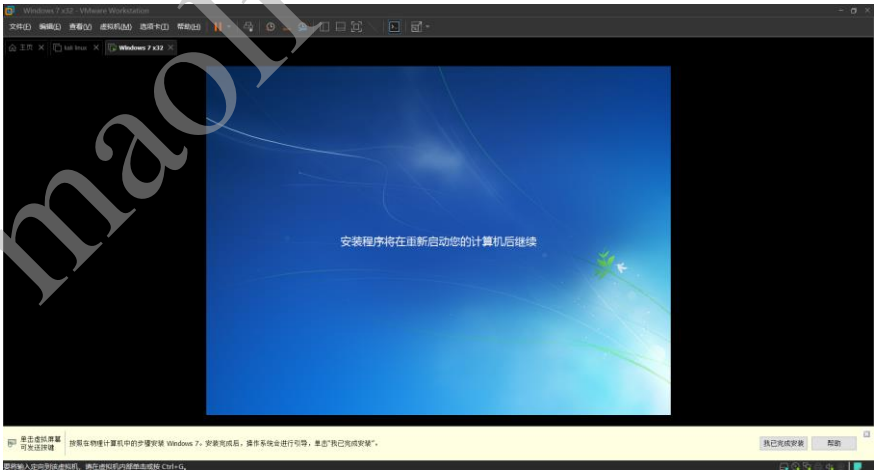 Windows 7 x32 - VMware Workstation
文件(F) 编辑(E) 查看(V) 虚拟机(M) 选项卡(T) 帮助(H)
主页 kali linux Windows 7 x32
安装程序将在重新启动您的计算机后继续
maoli
单击虚拟屏幕
可发送按键
按照在物理计算机中的步骤安装 Windows 7。安装完成后，操作系统会进行引导，单击“我已完成安装”。
我已完成安装 帮助
要将输入定向到该虚拟机，请在虚拟机内部单击或按 Ctrl+G。